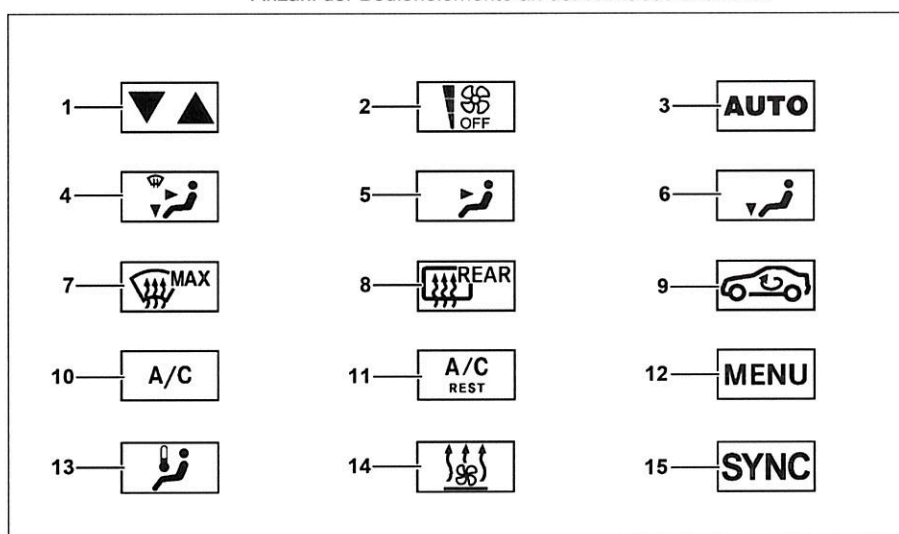 1
2 OFF
3 AUTO
4
5
6
7 MAX
8 REAR
9
10 A/C
11 A/C
REST
12 MENU
13
14
15 SYNC